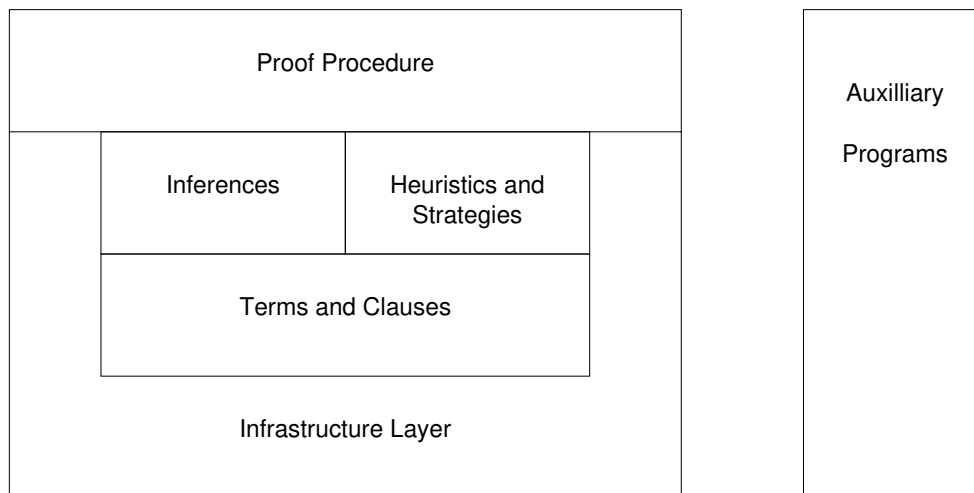 Proof Procedure
Auxilliary
Programs
Inferences
Heuristics and
Strategies
Terms and Clauses
Infrastructure Layer